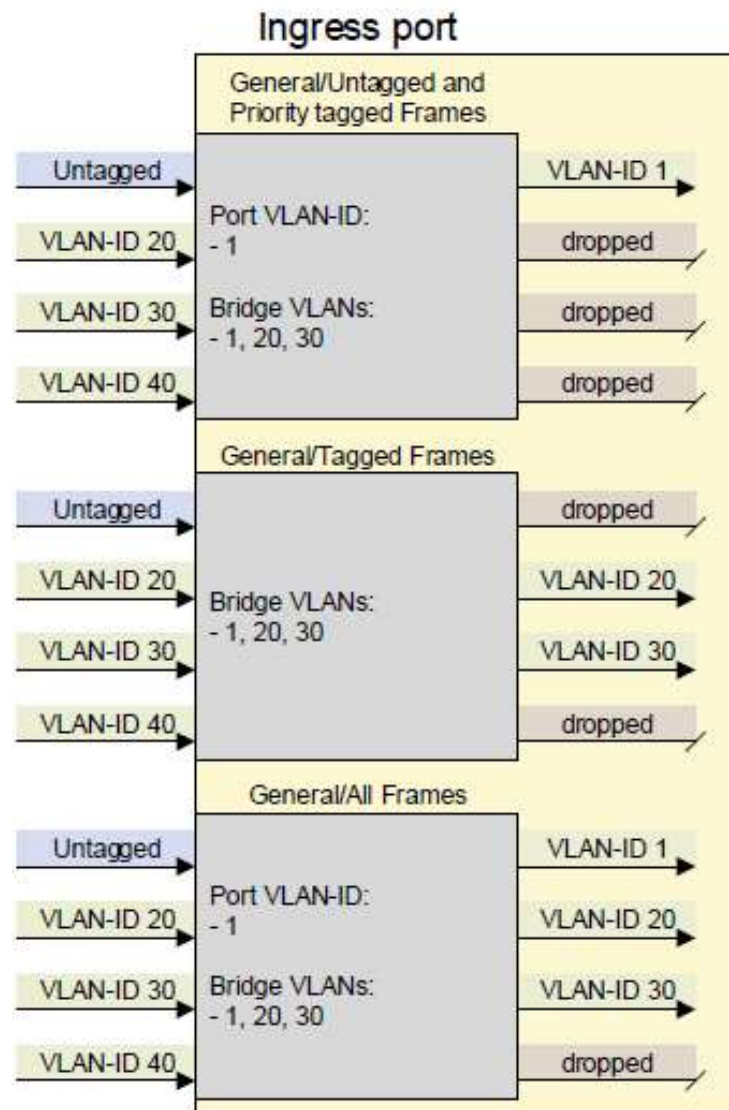 Ingress port
General/Untagged and
Priority tagged Frames
Untagged
VLAN-ID 1
Port VLAN-ID:
- 1
VLAN-ID 20
dropped
VLAN-ID 30
Bridge VLANs:
- 1, 20, 30
dropped
VLAN-ID 40
dropped
General/Tagged Frames
Untagged
dropped
VLAN-ID 20
Bridge VLANs:
- 1, 20, 30
VLAN-ID 20
VLAN-ID 30
VLAN-ID 30
VLAN-ID 40
dropped
General/All Frames
Untagged
VLAN-ID 1
Port VLAN-ID:
- 1
VLAN-ID 20
VLAN-ID 20
VLAN-ID 30
Bridge VLANs:
- 1, 20, 30
VLAN-ID 30
VLAN-ID 40
dropped